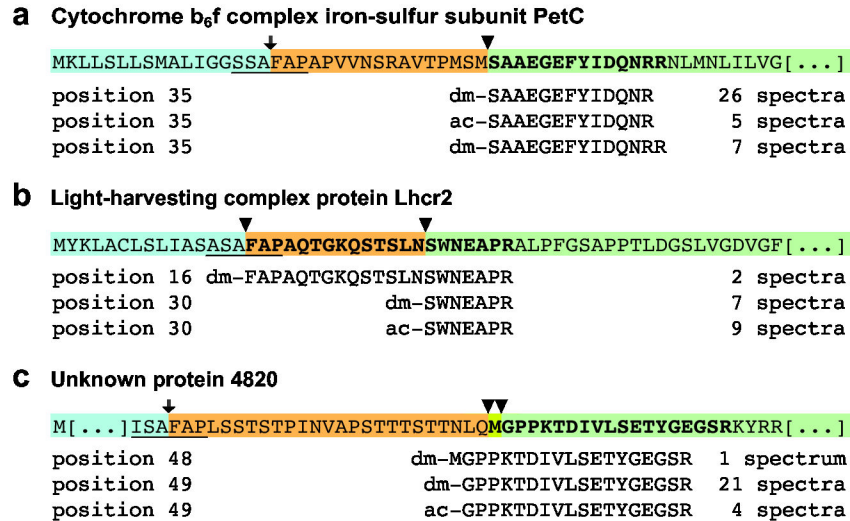 a Cytochrome b₆f complex iron-sulfur subunit PetC
MKLLSLLSMALIGGSSAFAPAPVVNSRAVTPMSMSAAEGEFYIDQNRRNLMNLILVG[...]
position 35 dm-SAAEGEFYIDQNR 26 spectra
position 35 ac-SAAEGEFYIDQNR 5 spectra
position 35 dm-SAAEGEFYIDQNRR 7 spectra
b Light-harvesting complex protein Lhcr2
MYKLACLSLIASASAFAPAQTGKQSTSLNSWNEAPRALPFGSAPPTLDGSLVGDVGF[...]
position 16 dm-FAPAQTGKQSTSLNSWNEAPR 2 spectra
position 30 dm-SWNEAPR 7 spectra
position 30 ac-SWNEAPR 9 spectra
c Unknown protein 4820
M[...]ISAFAPLSSTSTPINVAPSTTTSTTNLQMGPPKTDIVLSETYGEGSRKYRR[...]
position 48 dm-MGPPKTDIVLSETYGEGSR 1 spectrum
position 49 dm-GPPKTDIVLSETYGEGSR 21 spectra
position 49 ac-GPPKTDIVLSETYGEGSR 4 spectra